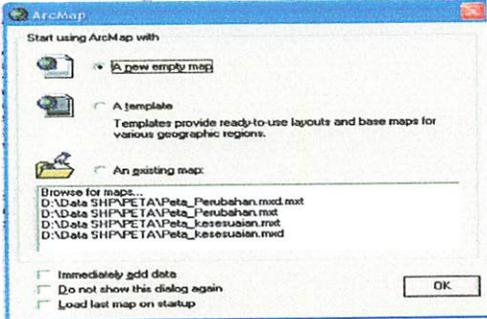 ArcMap
Start using ArcMap with
A new empty map
A template
Templates provide ready-to-use layouts and base maps for
various geographic regions.
An existing map:
Browse for maps...
D:\Data SHP\PETA\Peta_Perubahan.mxd.mxt
D:\Data SHP\PETA\Peta_Perubahan.mxt
D:\Data SHP\PETA\Peta_kesesuaian.mxt
D:\Data SHP\PETA\Peta_kesesuaian.mxd
Immediately add data
Do not show this dialog again
OK
Load last map on startup